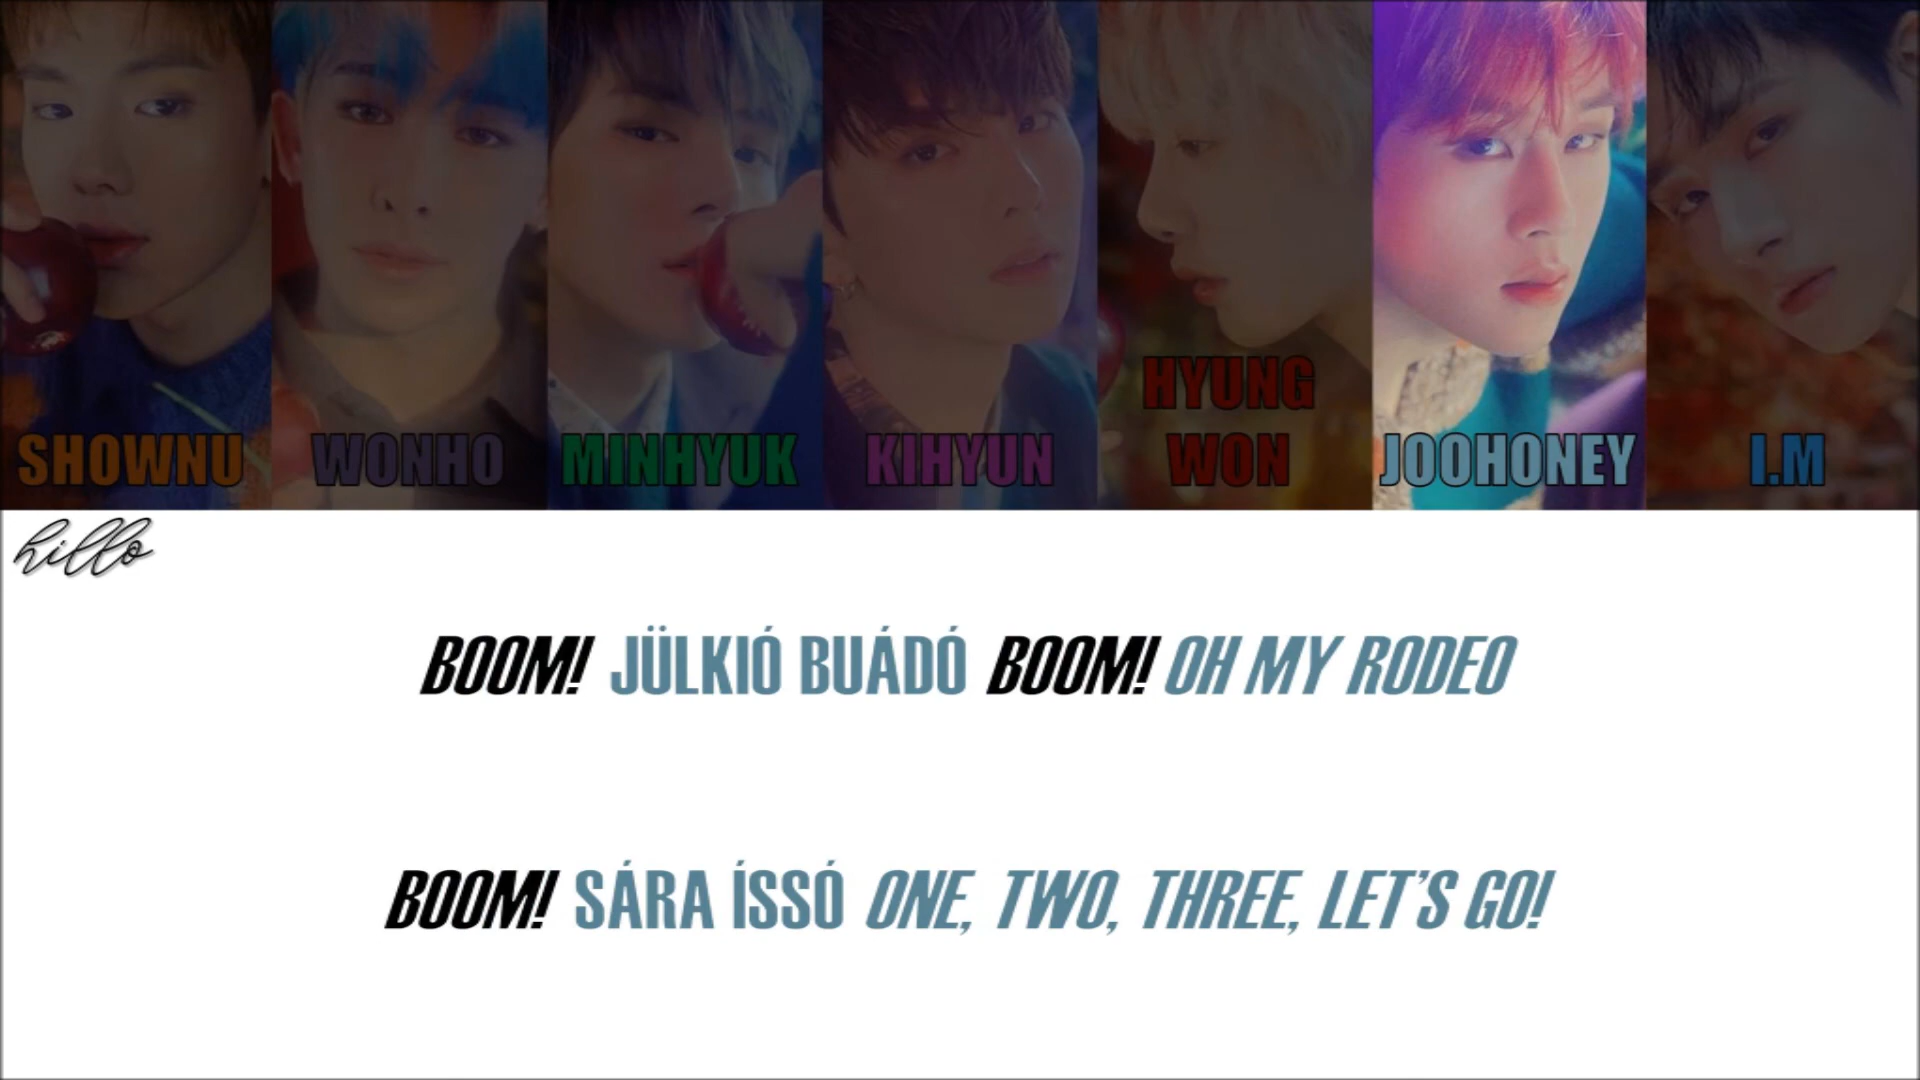 SHOWNU WONHO MINHYUK KIHYUN HYUNG WON JOOHONEY I.M
hillo
BOOM! JÜLKIÓ BUÁDÓ BOOM! OH MY RODEO
BOOM! SÁRA ÍSSÓ ONE, TWO, THREE, LET'S GO!